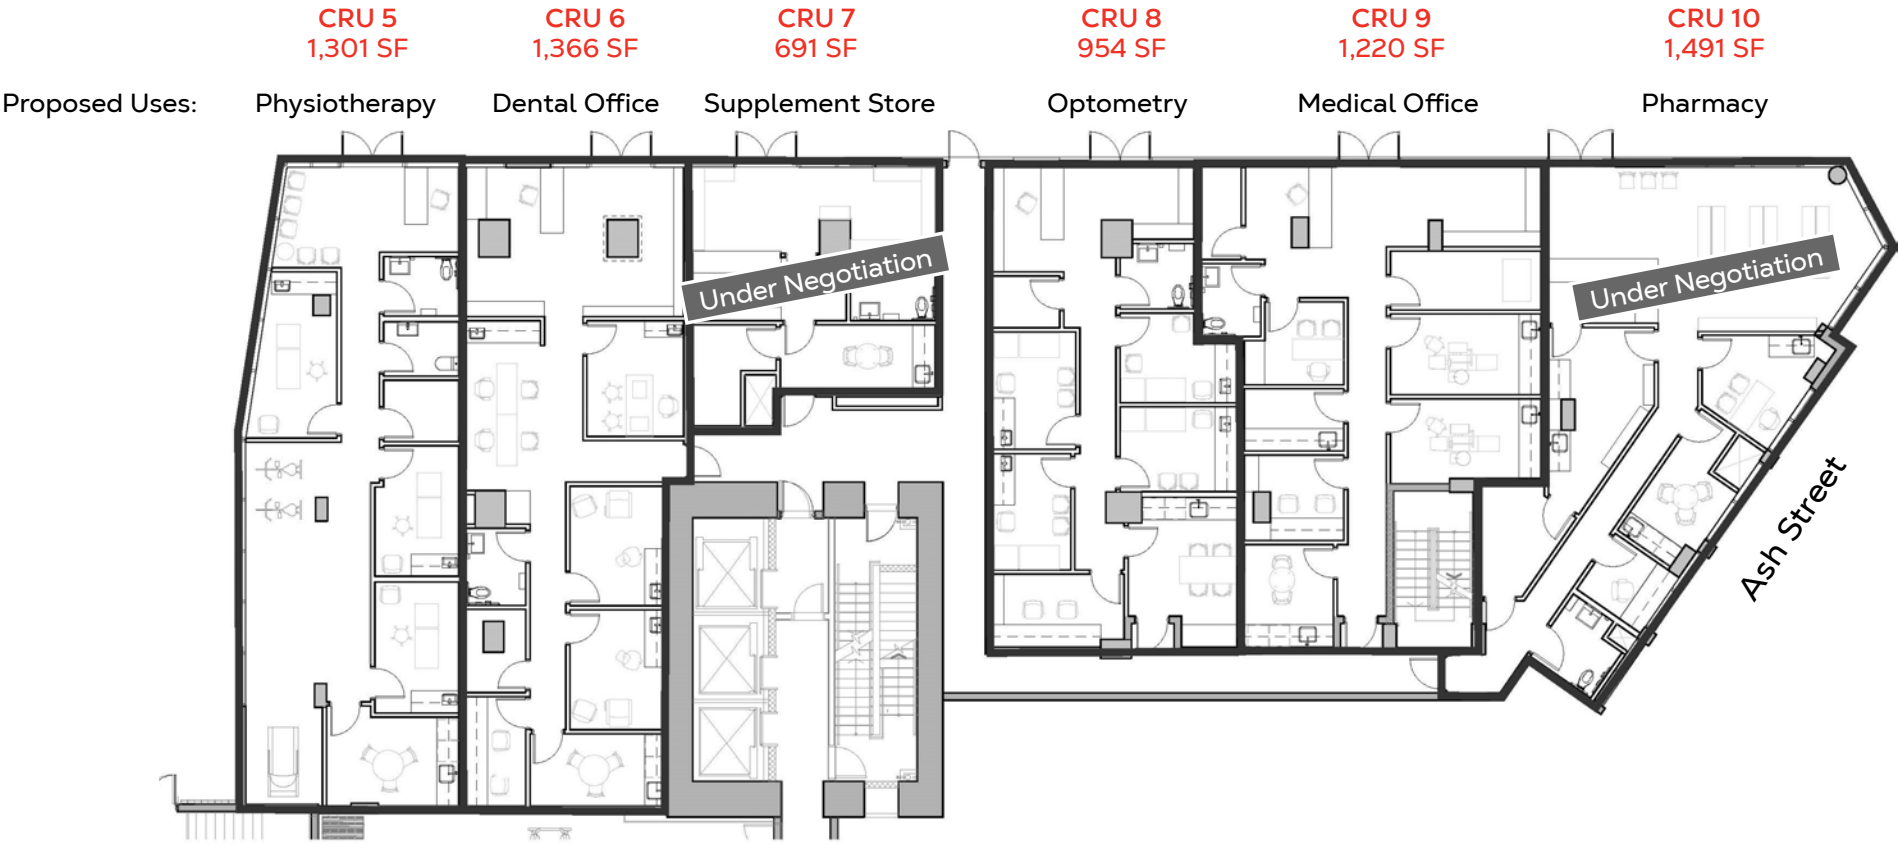 CRU 5
1,301 SF
CRU 6
1,366 SF
CRU 7
691 SF
CRU 8
954 SF
CRU 9
1,220 SF
CRU 10
1,491 SF
Proposed Uses:
Physiotherapy
Dental Office
Supplement Store
Optometry
Medical Office
Pharmacy
Under Negotiation
Under Negotiation
Ash Street